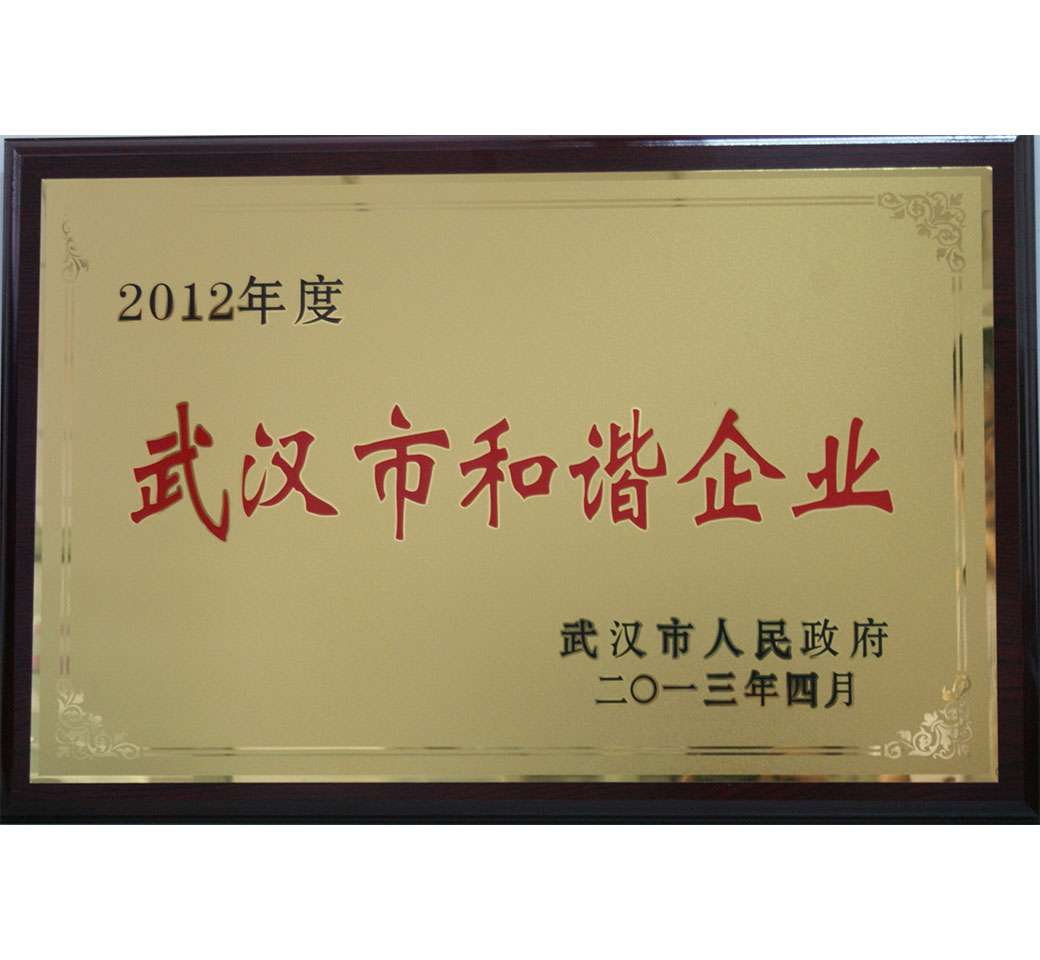 2012年度
武汉市和谐企业
武汉市人民政府
二〇一三年四月